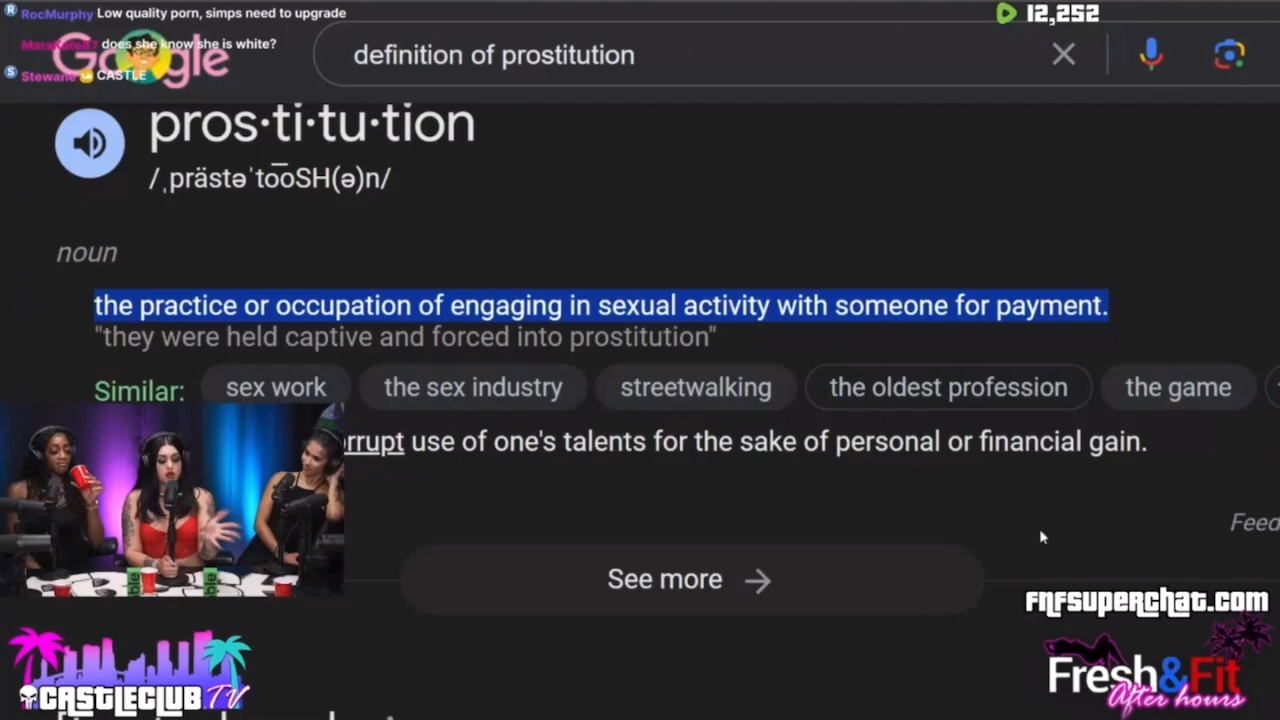 RocMurphy Low quality porn, simps need to upgrade
12,252
does she know she is white?
Google
definition of prostitution
Stewane CASTLE
pros·ti·tu·tion
/ˌprästəˈto͞oSH(ə)n/
noun
the practice or occupation of engaging in sexual activity with someone for payment.
"they were held captive and forced into prostitution"
Similar: sex work the sex industry streetwalking the oldest profession the game
rrupt use of one's talents for the sake of personal or financial gain.
Feed
See more
FNFSUPERCHAT.COM
CASTLECLUB TV
Fresh&Fit
After hours